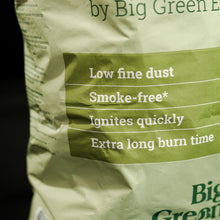 by Big Green E
Low fine dust
Smoke-free*
Ignites quickly
Extra long burn time
Big
Green